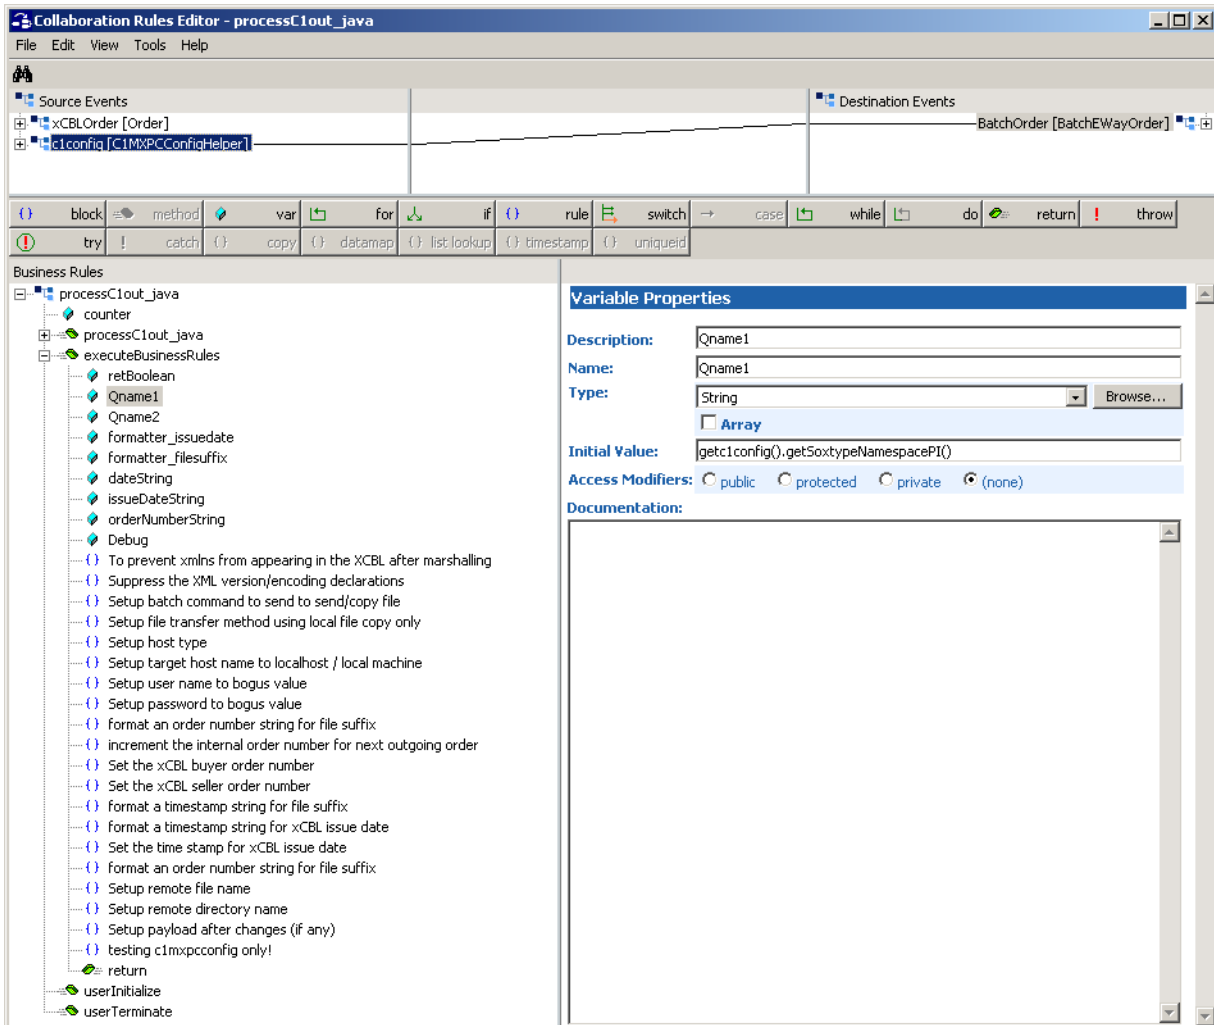 Collaboration Rules Editor - processC1out_java
File Edit View Tools Help
Source Events
Destination Events
xCBLOrder [Order]
BatchOrder [BatchEWayOrder]
c1config [C1MXPCConfigHelper]
block method var for if rule switch case while do return throw
try catch copy datamap list lookup timestamp uniqueid
Business Rules
processC1out_java
counter
processC1out_java
executeBusinessRules
retBoolean
Qname1
Qname2
formatter_issuedate
formatter_filesuffix
dateString
issueDateString
orderNumberString
Debug
To prevent xmlns from appearing in the XCBL after marshalling
Suppress the XML version/encoding declarations
Setup batch command to send to send/copy file
Setup file transfer method using local file copy only
Setup host type
Setup target host name to localhost / local machine
Setup user name to bogus value
Setup password to bogus value
format an order number string for file suffix
increment the internal order number for next outgoing order
Set the xCBL buyer order number
Set the xCBL seller order number
format a timestamp string for file suffix
format a timestamp string for xCBL issue date
Set the time stamp for xCBL issue date
format an order number string for file suffix
Setup remote file name
Setup remote directory name
Setup payload after changes (if any)
testing c1mxpcconfig only!
return
userInitialize
userTerminate
Variable Properties
Description: Qname1
Name: Qname1
Type: String Browse...
Array
Initial Value: getc1config().getSoxtypeNamespacePI()
Access Modifiers: public protected private (none)
Documentation: